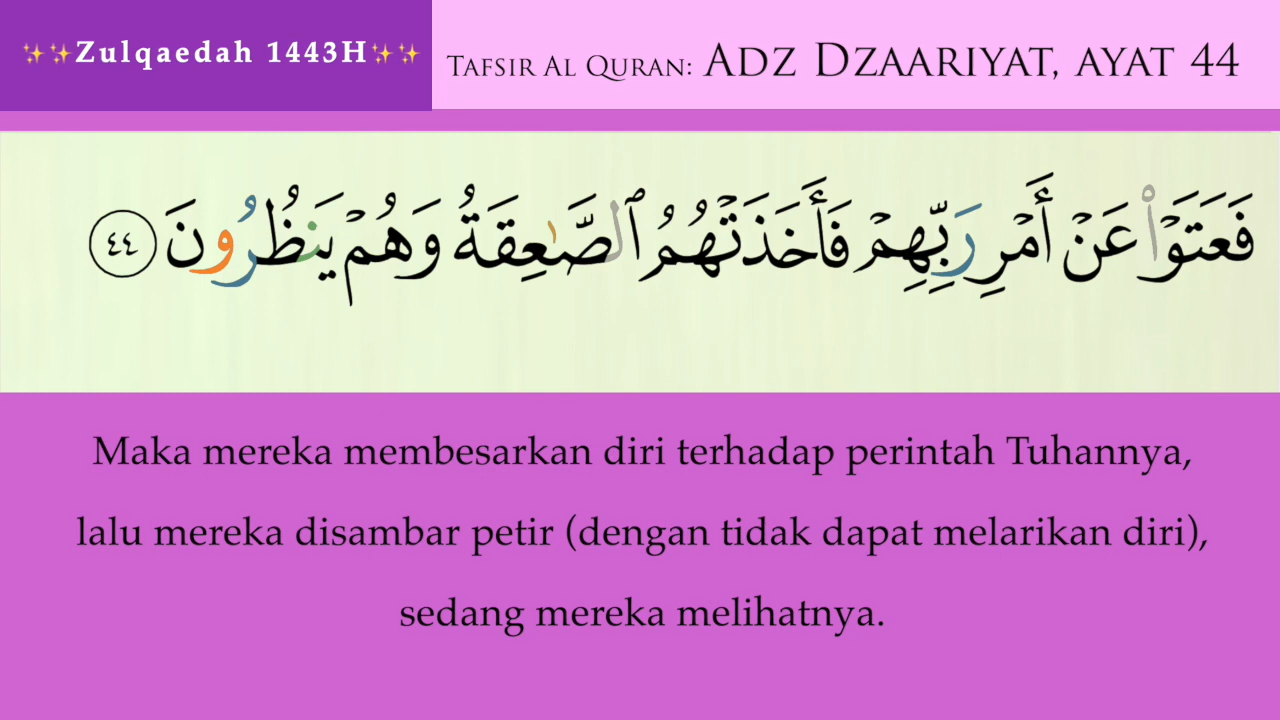 ✨✨Zulqaedah 1443H✨✨
Tafsir Al Quran: Adz Dzaariyat, ayat 44
فَعَتَوْا۟ عَنْ أَمْرِ رَبِّهِمْ فَأَخَذَتْهُمُ ٱلصَّـٰعِقَةُ وَهُمْ يَنظُرُونَ ٤٤
Maka mereka membesarkan diri terhadap perintah Tuhannya,
lalu mereka disambar petir (dengan tidak dapat melarikan diri),
sedang mereka melihatnya.